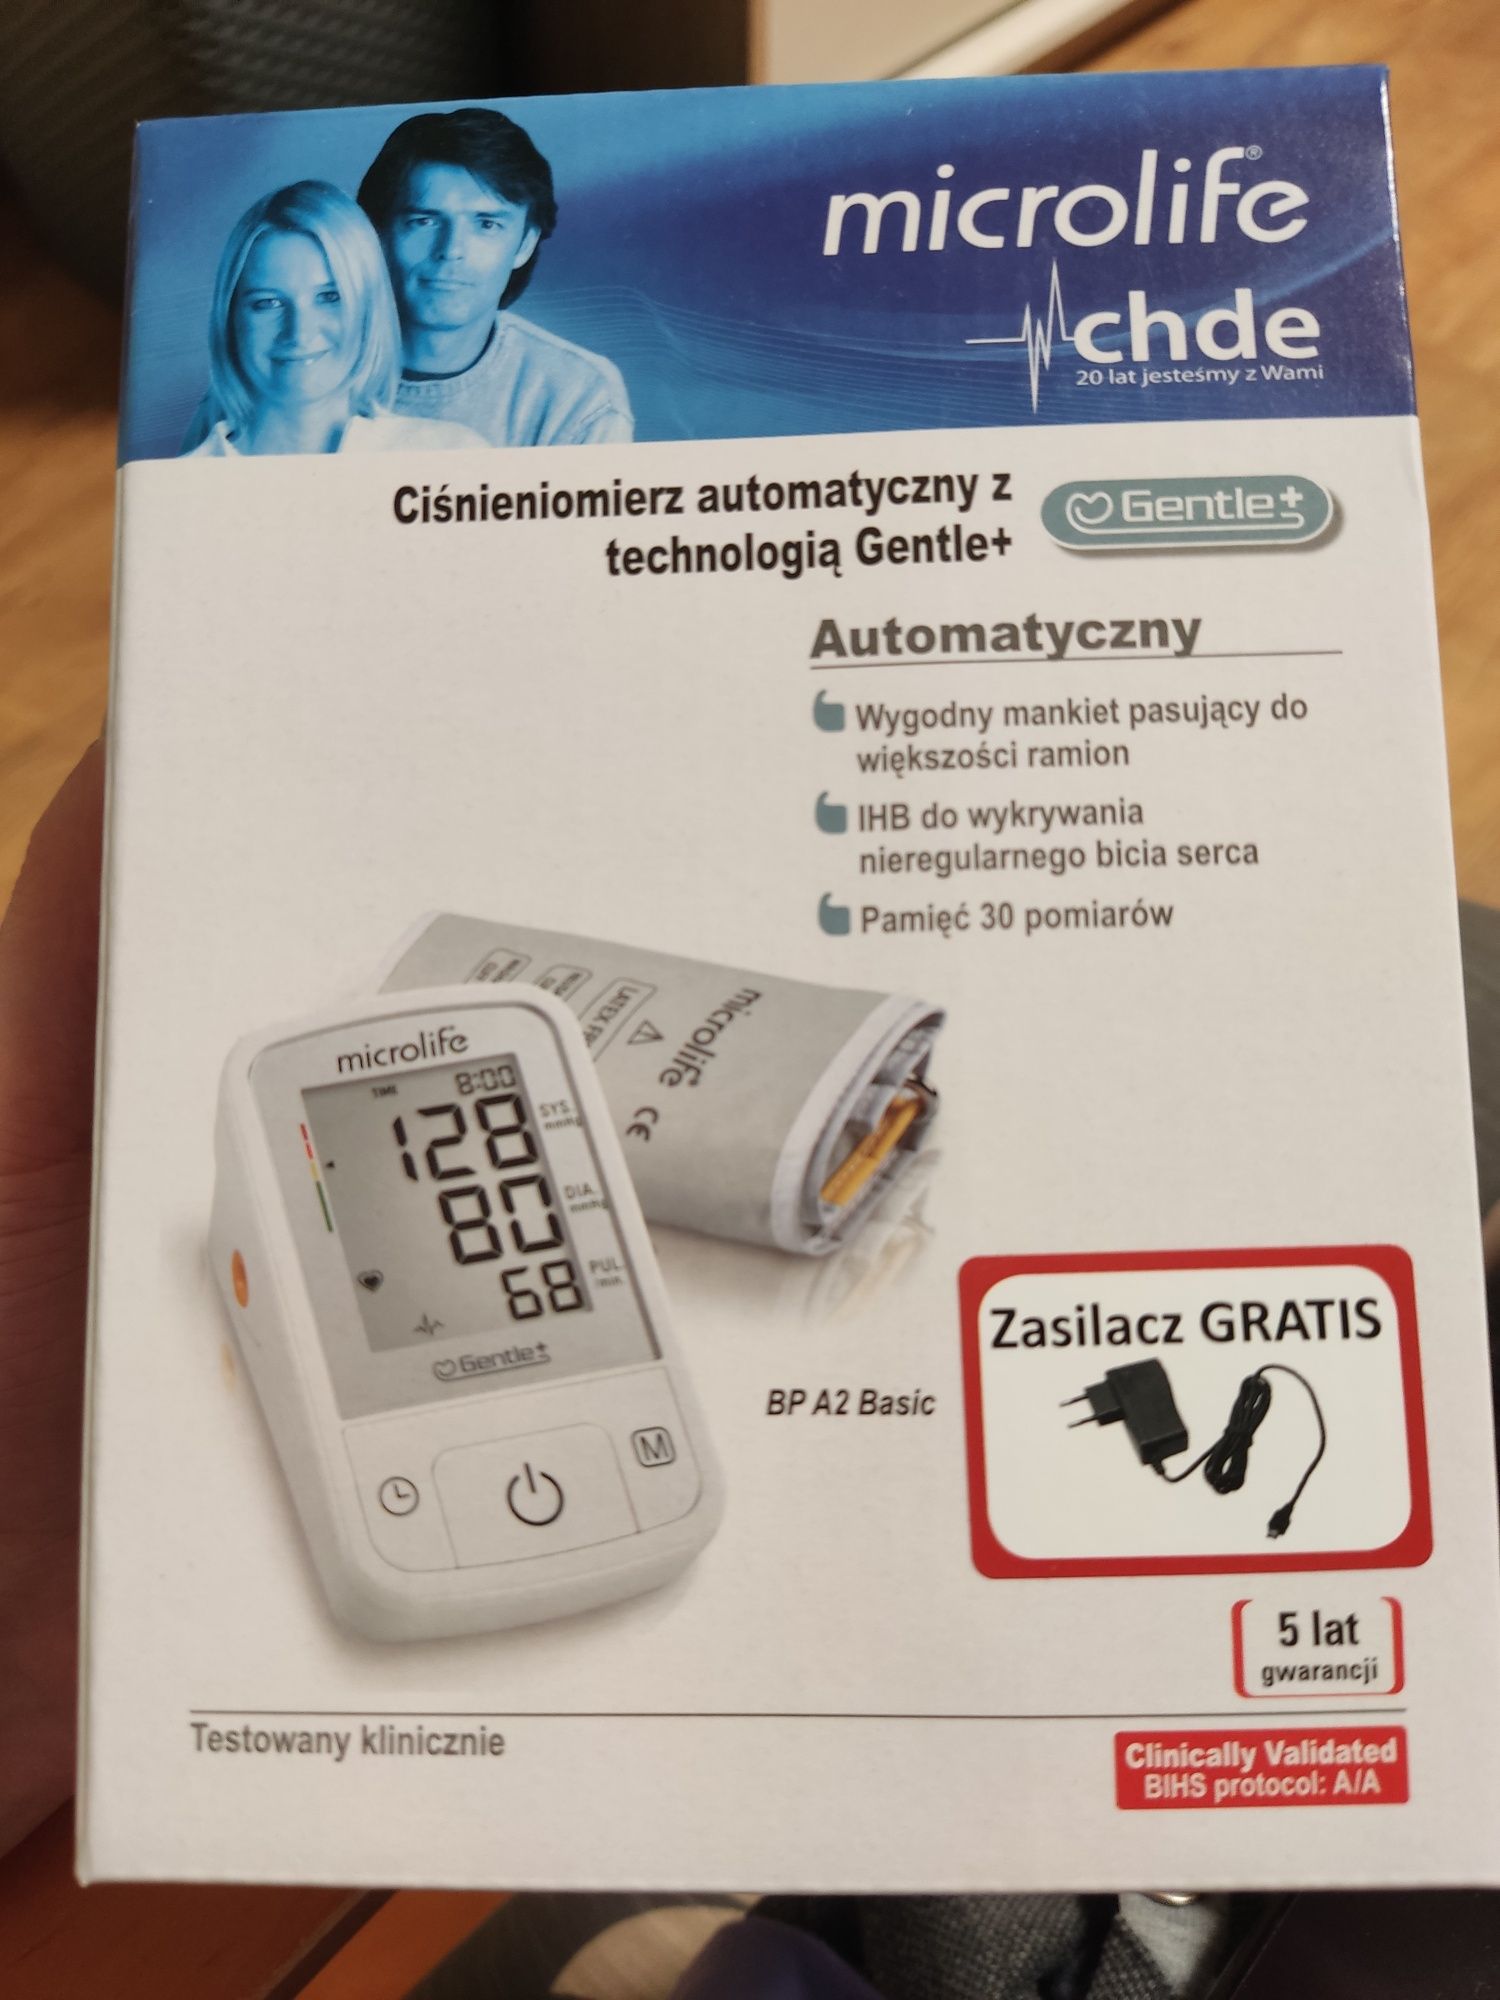 microlife®
chde
20 lat jesteśmy z Wami
Ciśnieniomierz automatyczny z
technologią Gentle+
Gentle+
Automatyczny
Wygodny mankiet pasujący do
większości ramion
IHB do wykrywania
nieregularnego bicia serca
Pamięć 30 pomiarów
microlife
CE
LATEX
microlife
TIME 8:00
128 SYS. mmHg
80 DIA. mmHg
68 PUL. /min.
Gentle+
M
BP A2 Basic
Zasilacz GRATIS
5 lat
gwarancji
Testowany klinicznie
Clinically Validated
BIHS protocol: A/A